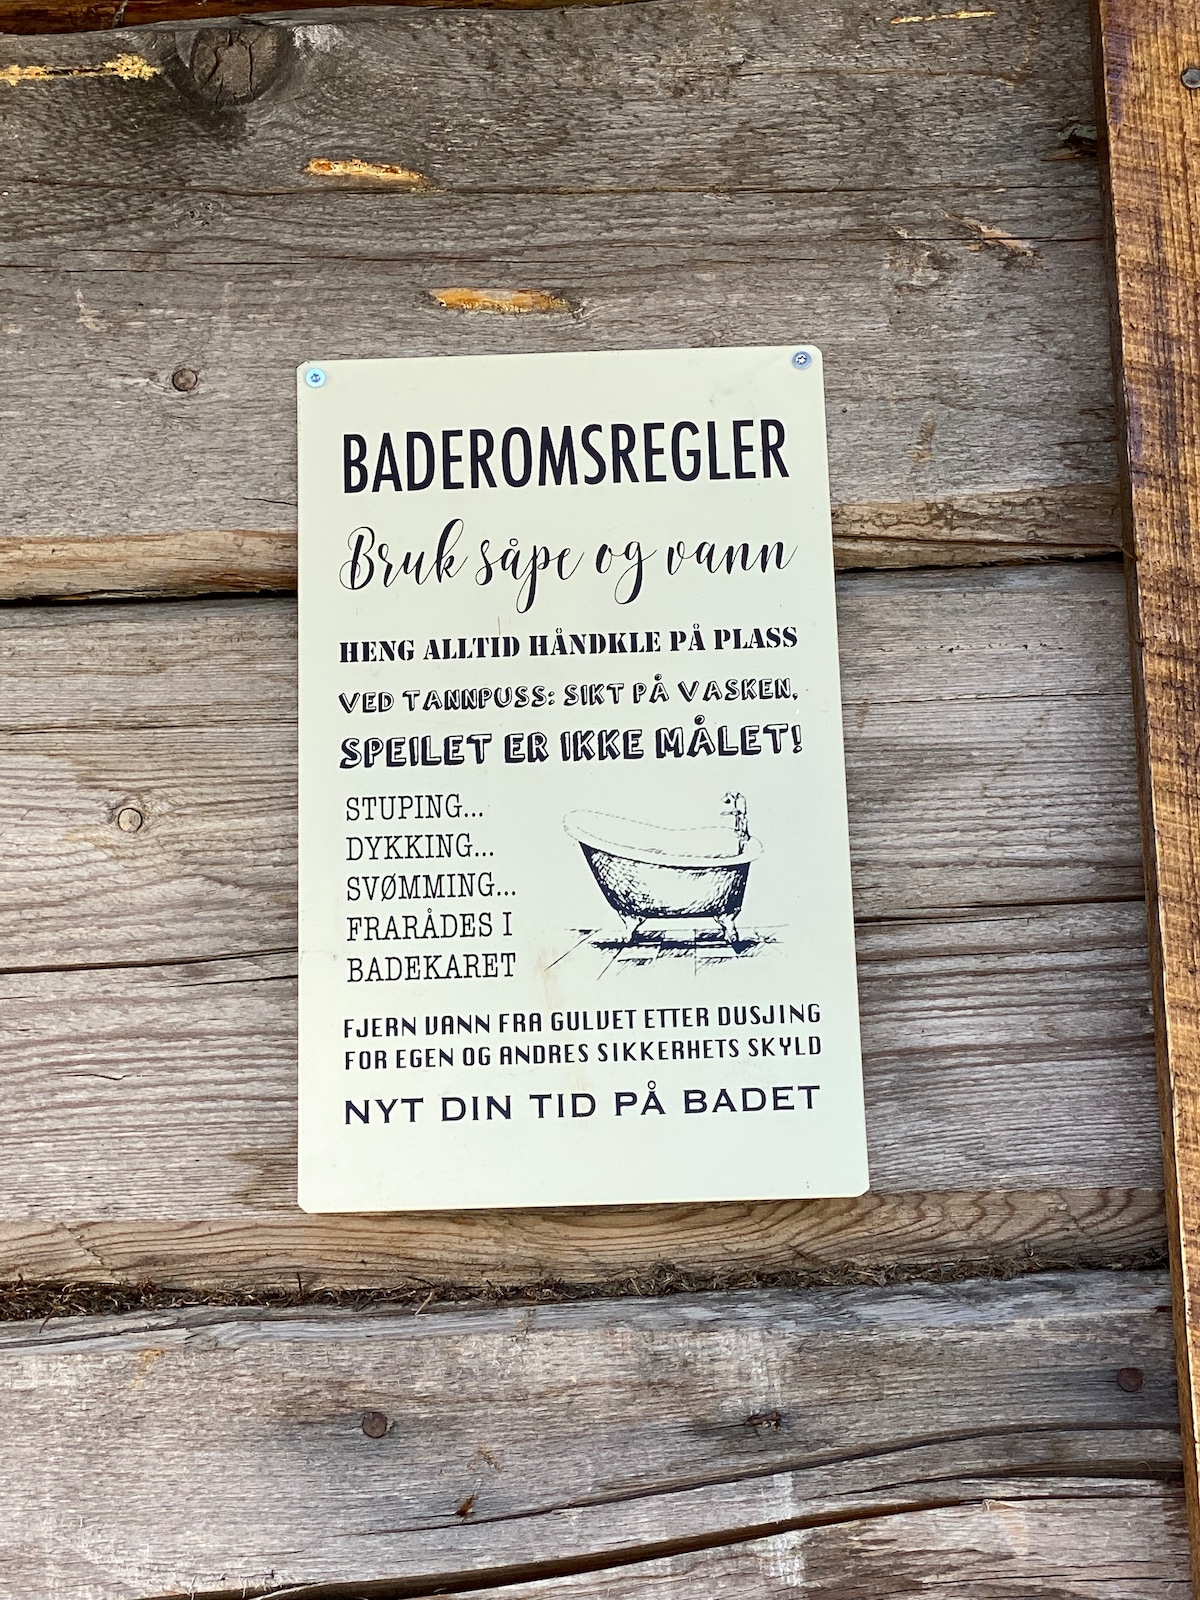 BADEROMSREGLER
Bruk såpe og vann
HENG ALLTID HÅNDKLE PÅ PLASS
VED TANNPUSS: SIKT PÅ VASKEN,
SPEILET ER IKKE MÅLET!
STUPING...
DYKKING...
SVØMMING...
FRARÅDES I
BADEKARET
FJERN VANN FRA GULVET ETTER DUSJING
FOR EGEN OG ANDRES SIKKERHETS SKYLD
NYT DIN TID PÅ BADET